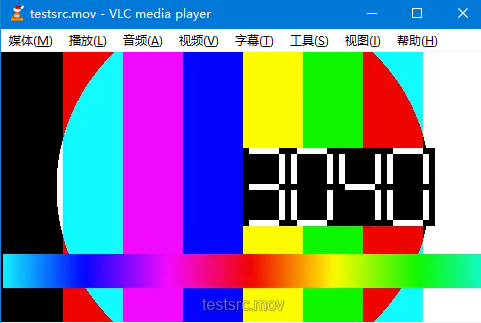 testsrc.mov - VLC media player
媒体(M) 播放(L) 音频(A) 视频(V) 字幕(T) 工具(S) 视图(I) 帮助(H)
3040
testsrc.mov